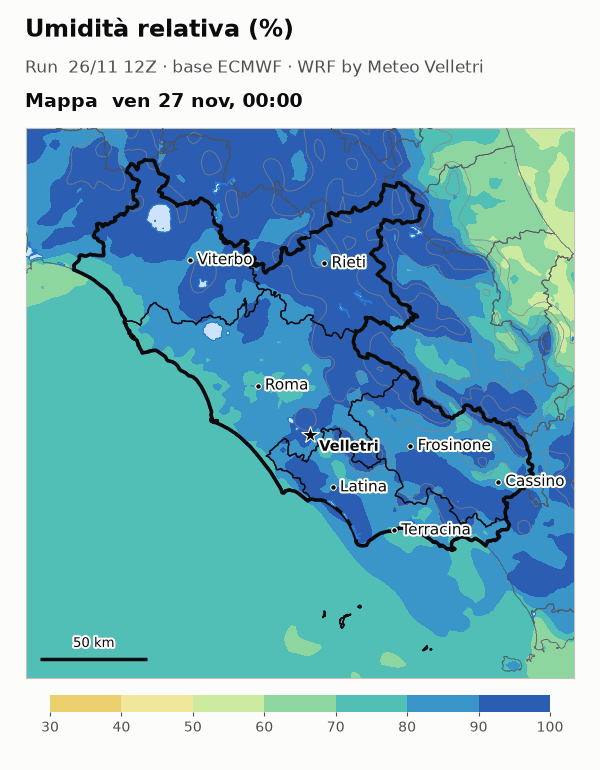 Umidità relativa (%)
Run  26/11 12Z · base ECMWF · WRF by Meteo Velletri
Mappa  ven 27 nov, 00:00
Viterbo
Rieti
Roma
Velletri
Frosinone
Cassino
Latina
Terracina
50 km
30 40 50 60 70 80 90 100